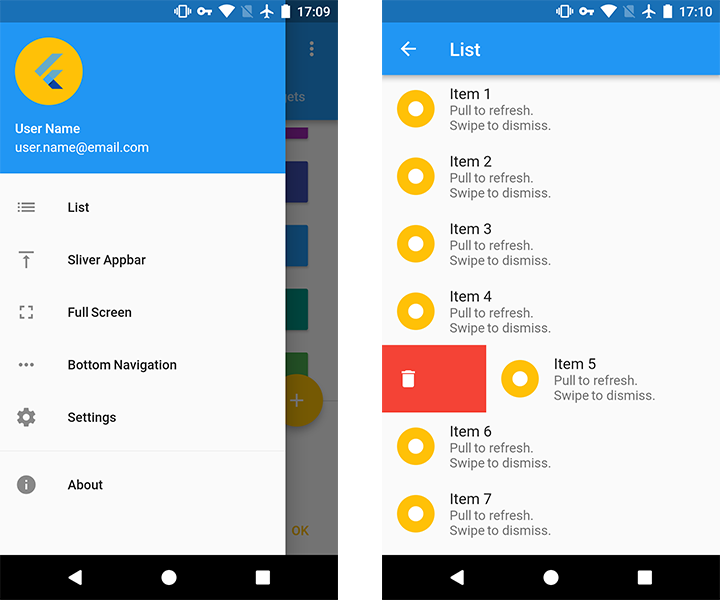 17:09
ets
User Name
user.name@email.com
List
Sliver Appbar
Full Screen
Bottom Navigation
Settings
About
OK
17:10
List
Item 1
Pull to refresh.
Swipe to dismiss.
Item 2
Pull to refresh.
Swipe to dismiss.
Item 3
Pull to refresh.
Swipe to dismiss.
Item 4
Pull to refresh.
Swipe to dismiss.
Item 5
Pull to refresh.
Swipe to dismiss.
Item 6
Pull to refresh.
Swipe to dismiss.
Item 7
Pull to refresh.
Swipe to dismiss.